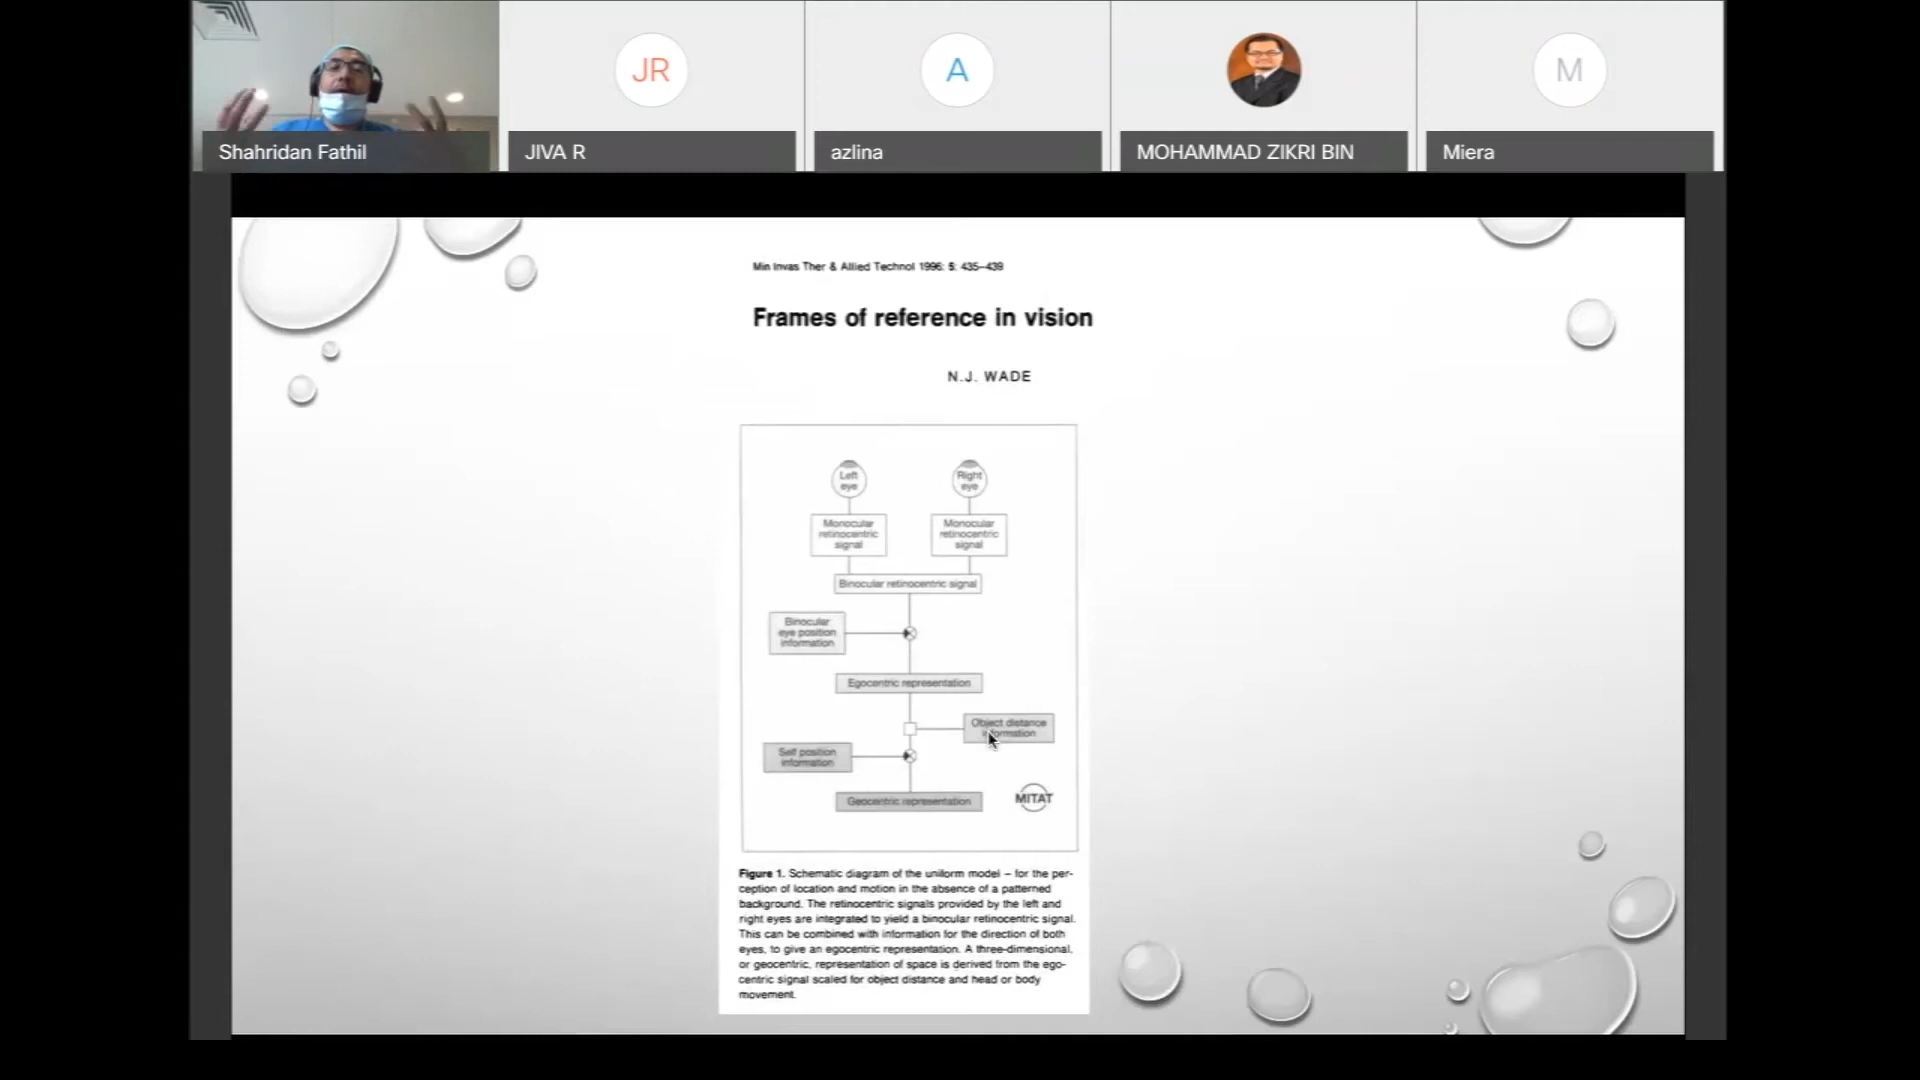 JR
A
M
Shahridan Fathil
JIVA R
azlina
MOHAMMAD ZIKRI BIN
Miera
Min Invas Ther & Allied Technol 1996: 5: 435–439
Frames of reference in vision
N.J. WADE
Left
eye
Right
eye
Monocular
retinocentric
signal
Monocular
retinocentric
signal
Binocular retinocentric signal
Binocular
eye position
information
Egocentric representation
Object distance
information
Self position
information
Geocentric representation
MITAT
Figure 1. Schematic diagram of the uniform model – for the per-
ception of location and motion in the absence of a patterned
background. The retinocentric signals provided by the left and
right eyes are integrated to yield a binocular retinocentric signal.
This can be combined with information for the direction of both
eyes, to give an egocentric representation. A three-dimensional,
or geocentric, representation of space is derived from the ego-
centric signal scaled for object distance and head or body
movement.